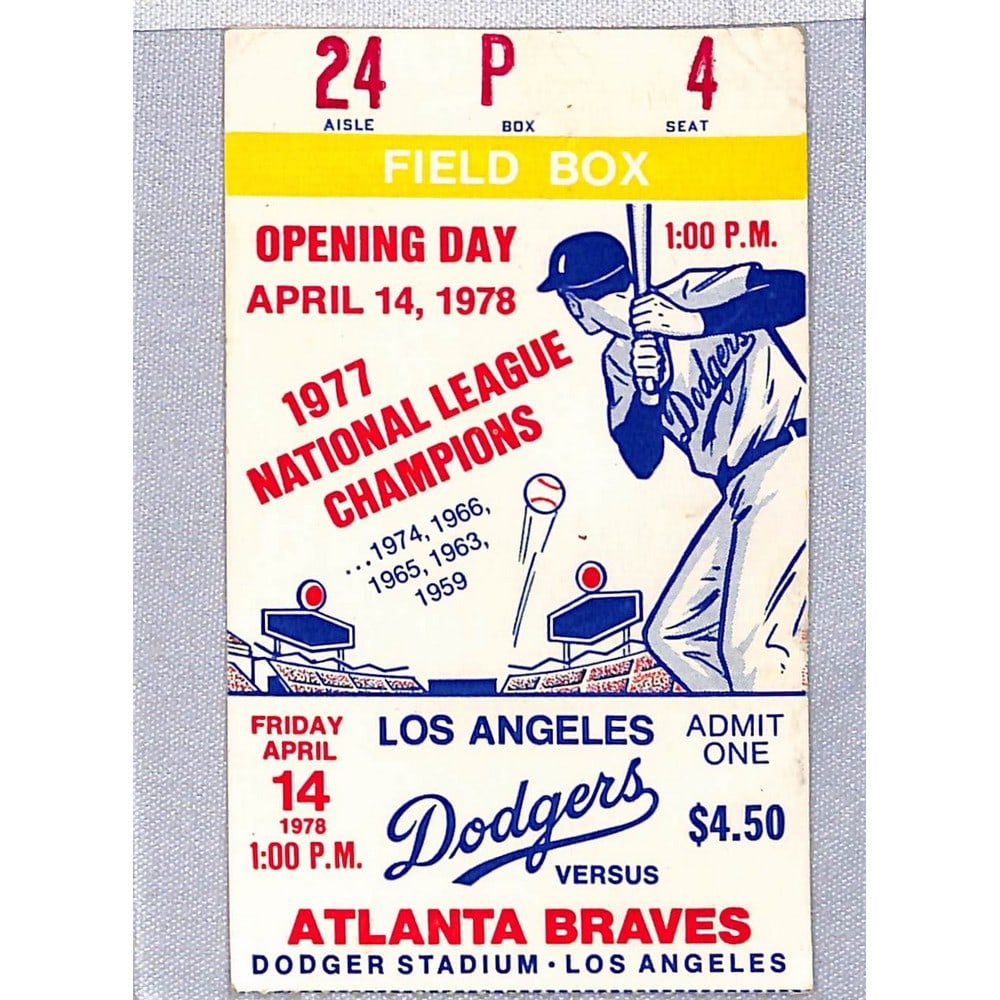 24 P 4
AISLE BOX SEAT
FIELD BOX
OPENING DAY
1:00 P.M.
APRIL 14, 1978
1977
NATIONAL LEAGUE
CHAMPIONS
...1974, 1966,
1965, 1963,
1959
Dodgers
FRIDAY
APRIL
14
1978
1:00 P.M.
LOS ANGELES
Dodgers
VERSUS
ADMIT
ONE
$4.50
ATLANTA BRAVES
DODGER STADIUM · LOS ANGELES